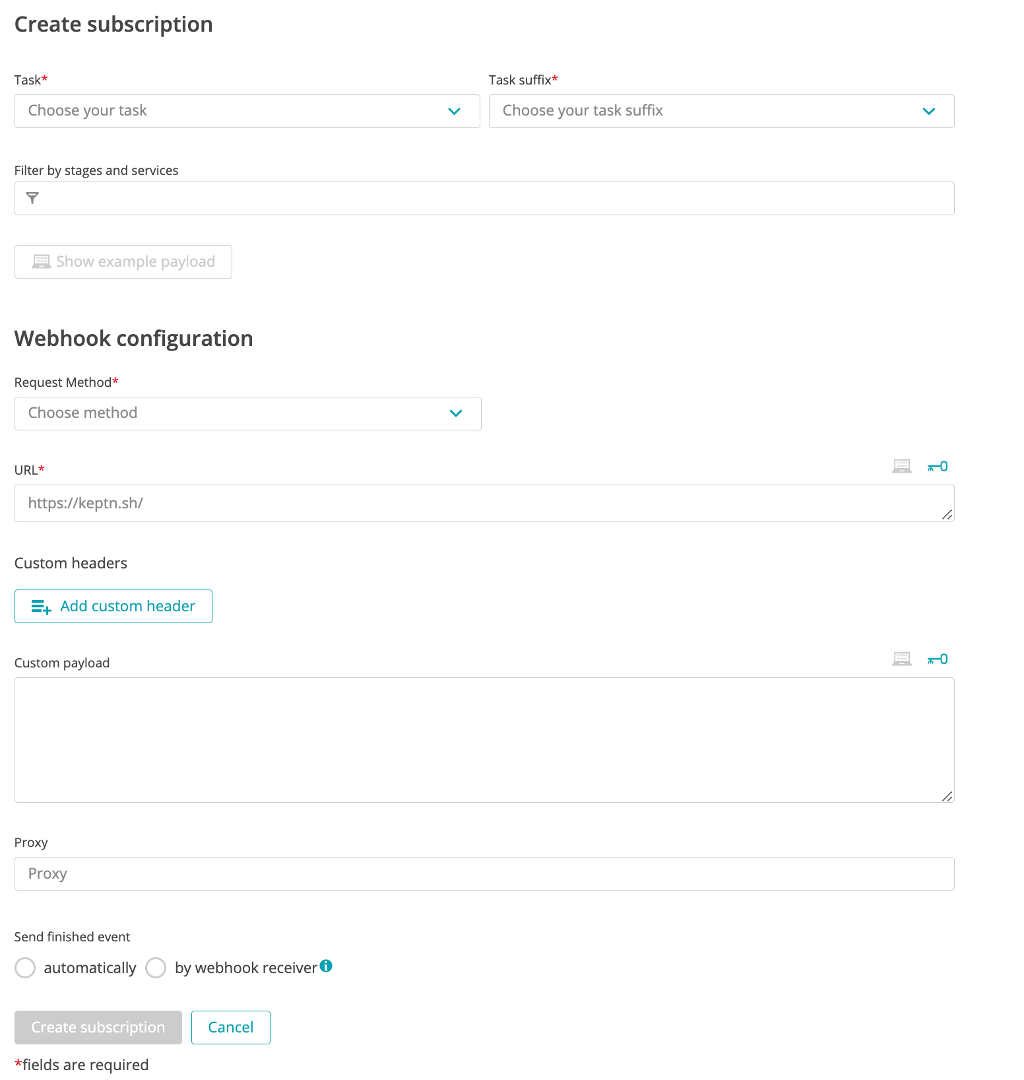 Create subscription
Task*
Task suffix*
Choose your task
Choose your task suffix
Filter by stages and services
Show example payload
Webhook configuration
Request Method*
Choose method
URL*
https://keptn.sh/
Custom headers
Add custom header
Custom payload
Proxy
Proxy
Send finished event
automatically
by webhook receiver
Create subscription
Cancel
*fields are required